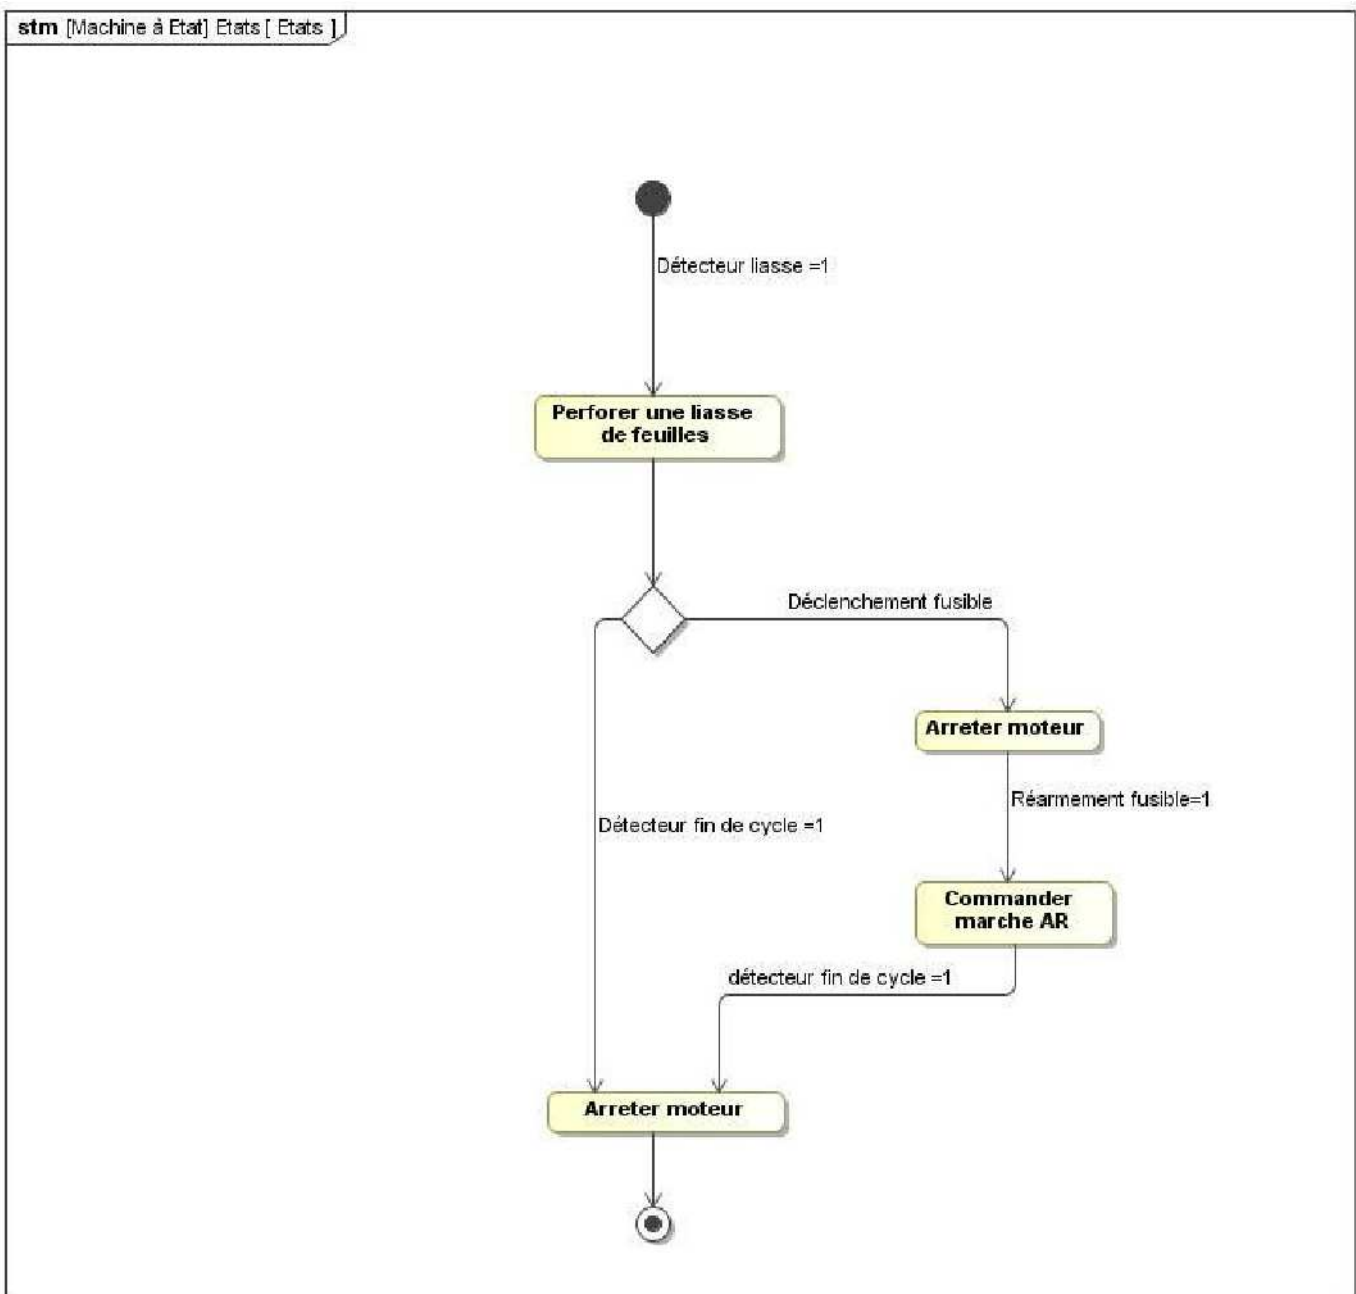 stm [Machine à Etat] Etats [ Etats ]
Détecteur liasse =1
Perforer une liasse
de feuilles
Déclenchement fusible
Arreter moteur
Réarmement fusible=1
Détecteur fin de cycle =1
Commander
marche AR
détecteur fin de cycle =1
Arreter moteur